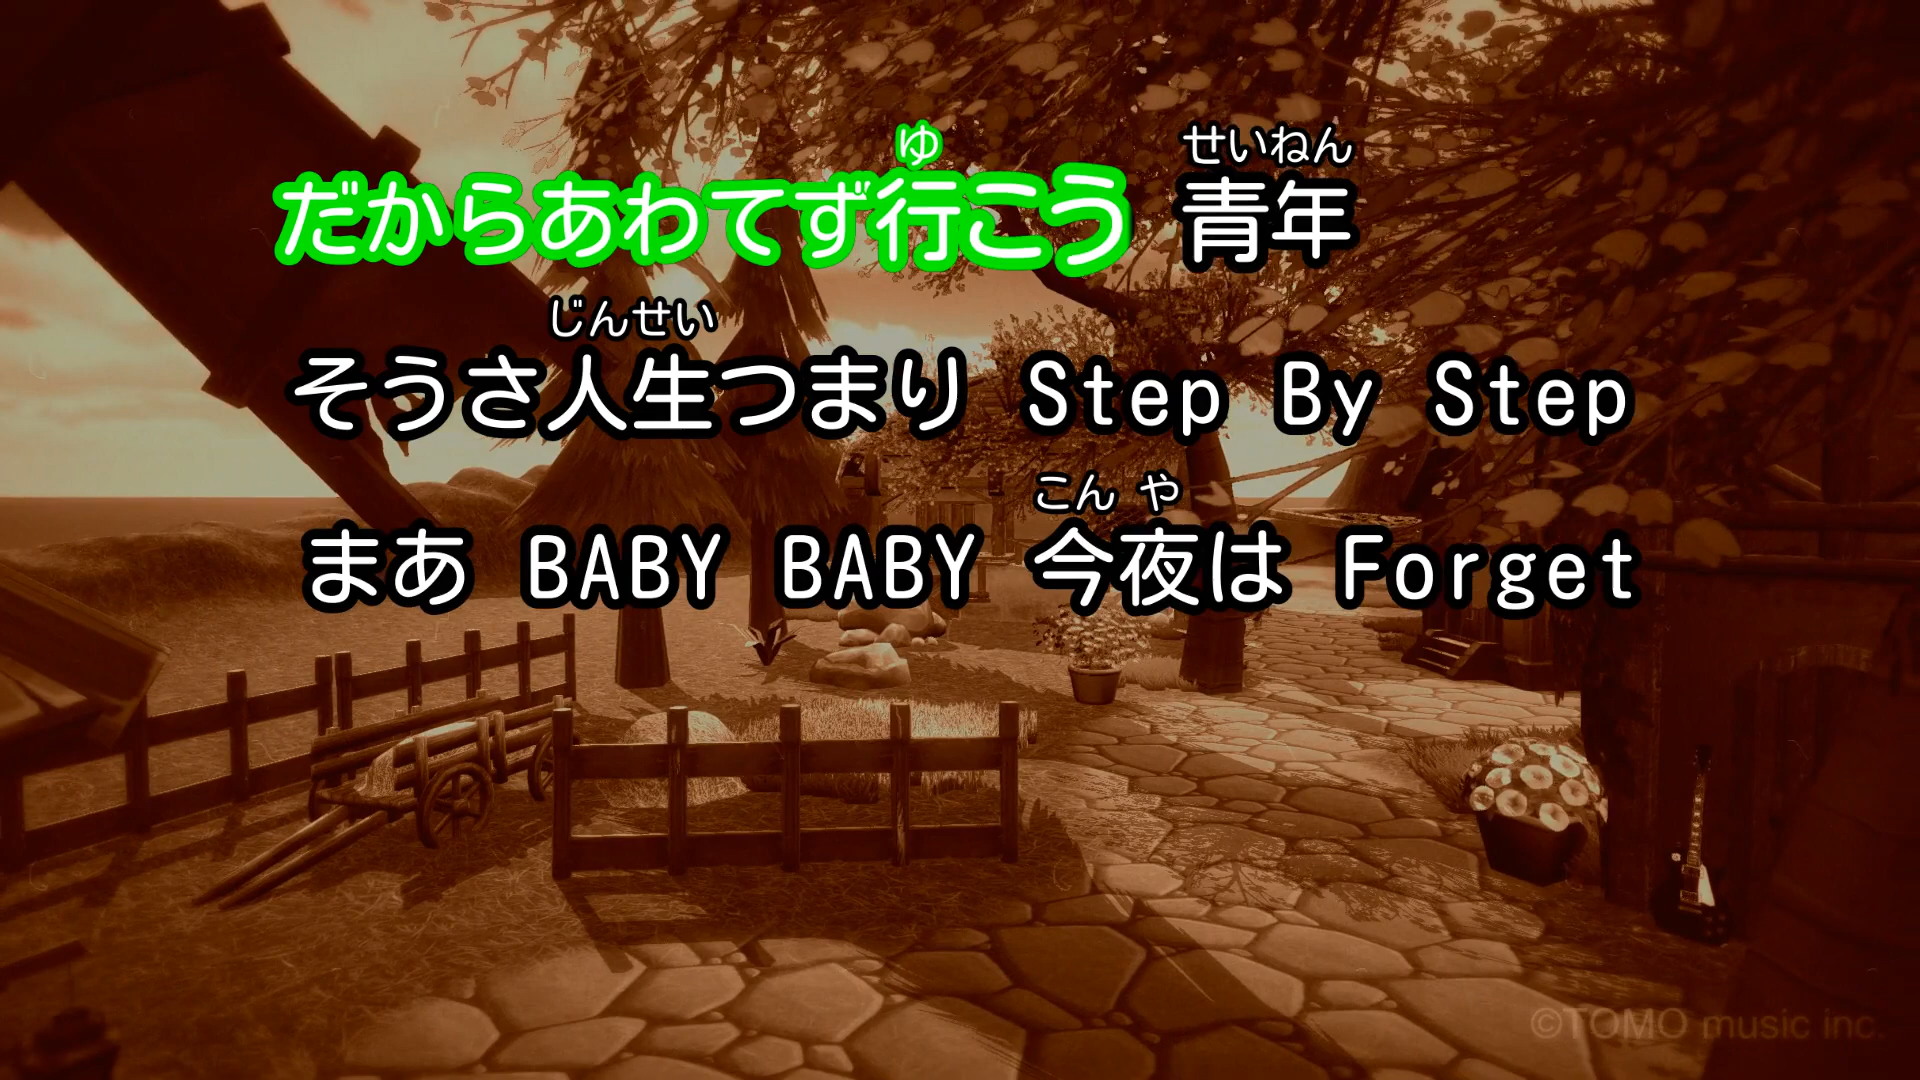 ゆ せいねん
だからあわてず行こう 青年
じんせい
そうさ人生つまり Step By Step
こん や
まあ BABY BABY 今夜は Forget
©TOMO music inc.